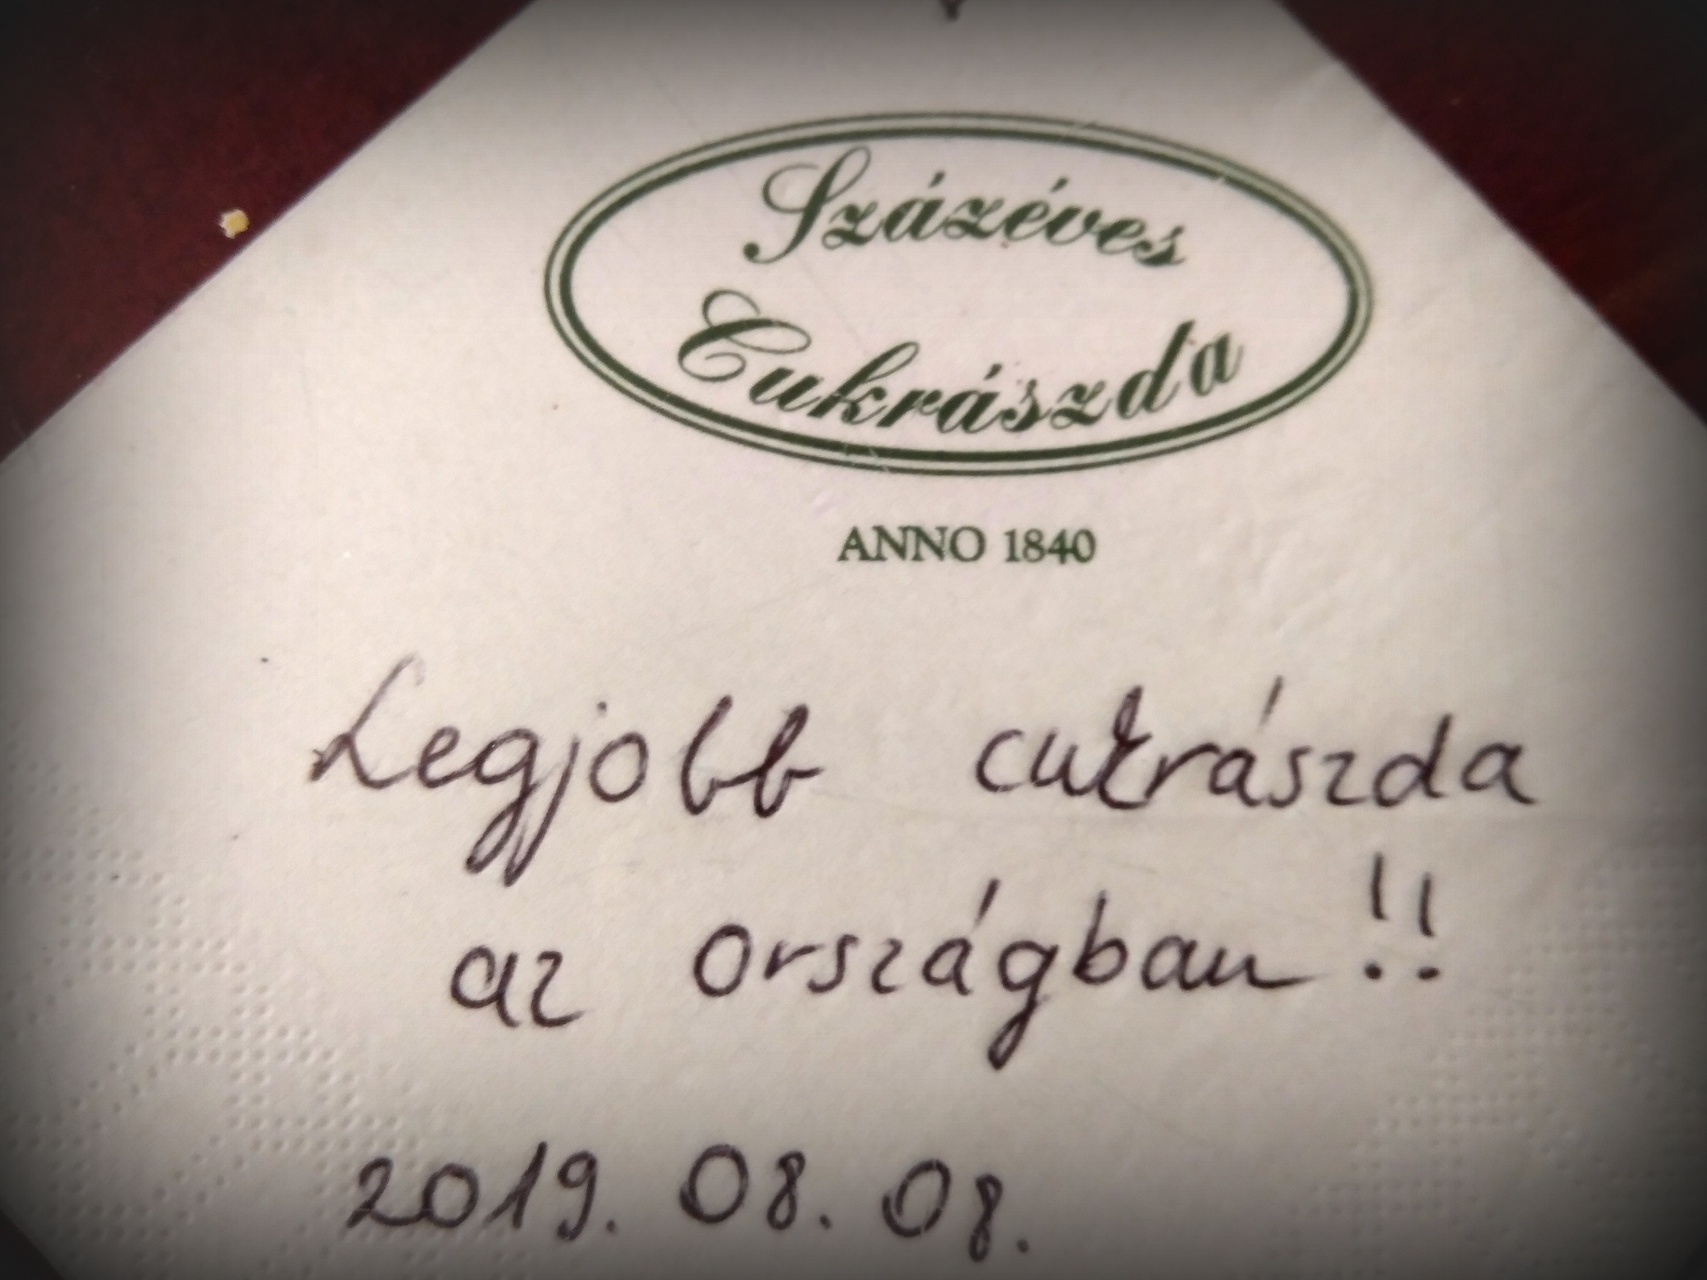 Százéves
Cukrászda
ANNO 1840
Legjobb cukrászda
az országban!!
2019. 08. 08.